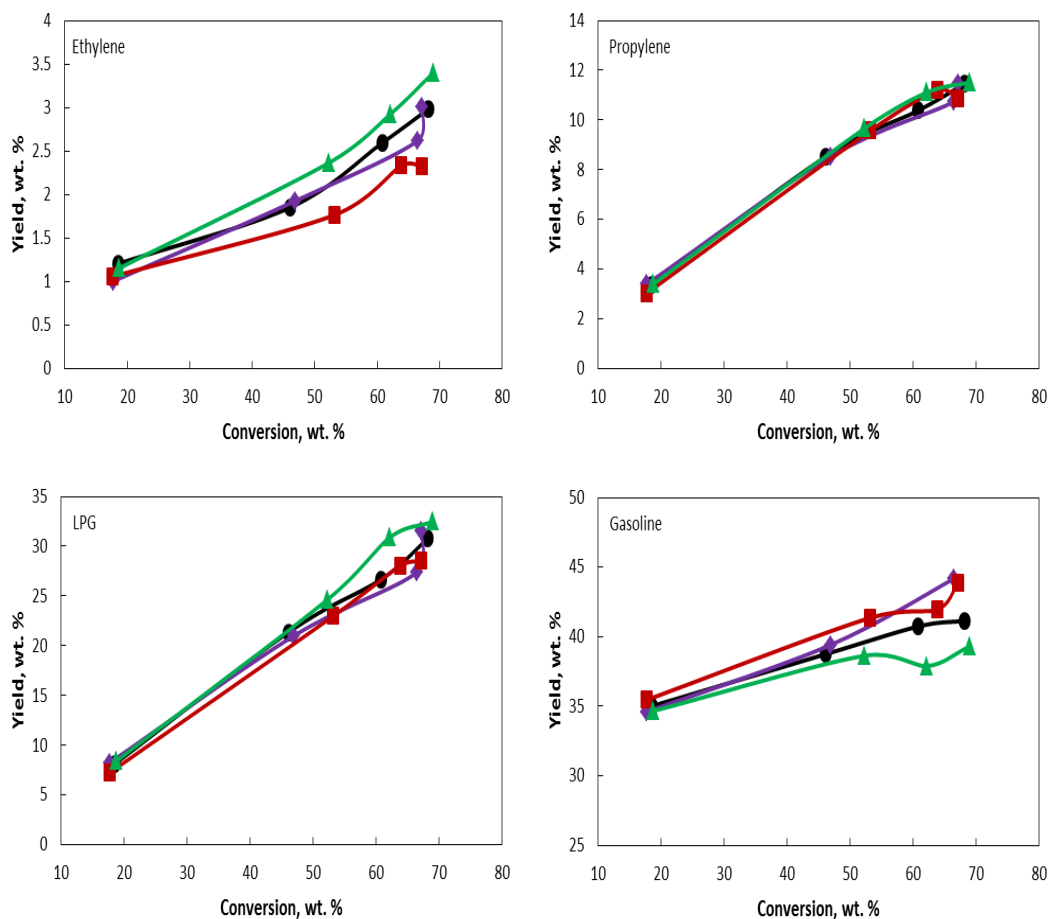 Ethylene
Yield, wt. %
4
3.5
3
2.5
2
1.5
1
0.5
0
10 20 30 40 50 60 70 80
Conversion, wt. %
Propylene
Yield, wt. %
14
12
10
8
6
4
2
0
10 20 30 40 50 60 70 80
Conversion, wt. %
LPG
Yield, wt. %
35
30
25
20
15
10
5
0
10 20 30 40 50 60 70 80
Conversion, wt. %
Gasoline
Yield, wt. %
50
45
40
35
30
25
10 20 30 40 50 60 70 80
Conversion, wt. %